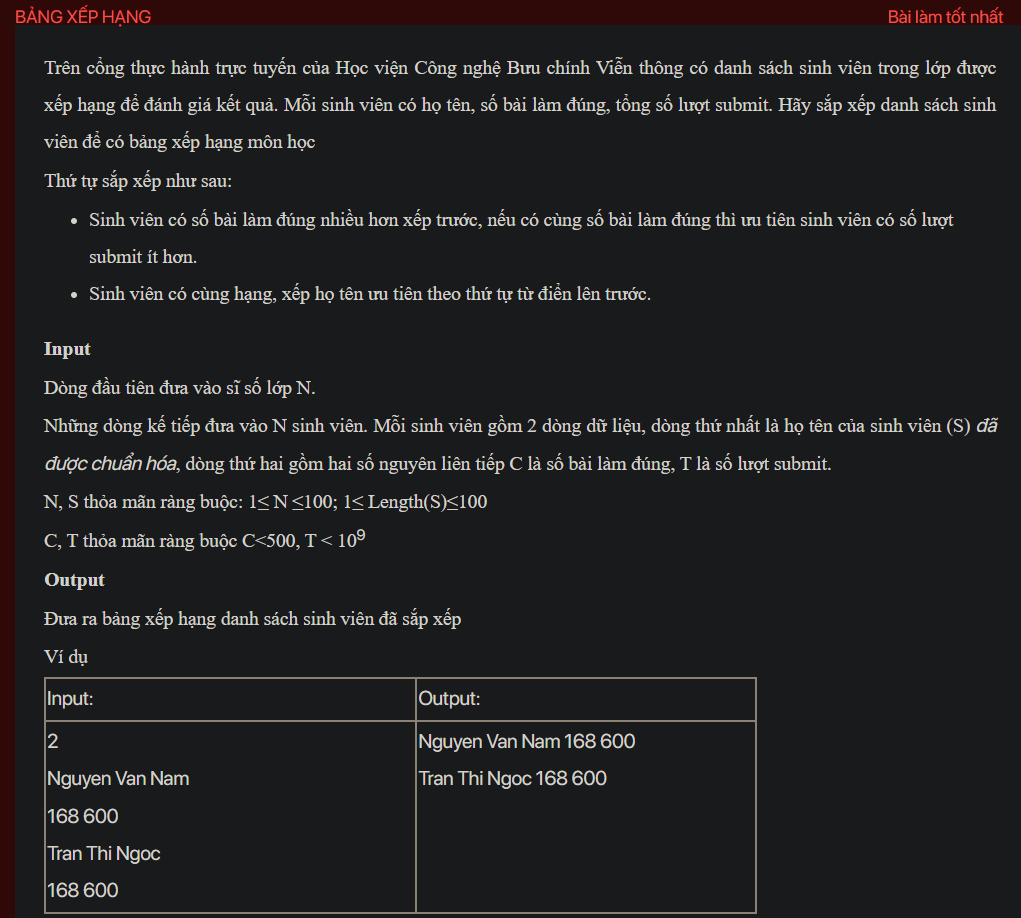 BẢNG XẾP HẠNG Bài làm tốt nhất
Trên cổng thực hành trực tuyến của Học viện Công nghệ Bưu chính Viễn thông có danh sách sinh viên trong lớp được
xếp hạng để đánh giá kết quả. Mỗi sinh viên có họ tên, số bài làm đúng, tổng số lượt submit. Hãy sắp xếp danh sách sinh
viên để có bảng xếp hạng môn học
Thứ tự sắp xếp như sau:
• Sinh viên có số bài làm đúng nhiều hơn xếp trước, nếu có cùng số bài làm đúng thì ưu tiên sinh viên có số lượt
submit ít hơn.
• Sinh viên có cùng hạng, xếp họ tên ưu tiên theo thứ tự từ điển lên trước.
Input
Dòng đầu tiên đưa vào sĩ số lớp N.
Những dòng kế tiếp đưa vào N sinh viên. Mỗi sinh viên gồm 2 dòng dữ liệu, dòng thứ nhất là họ tên của sinh viên (S) đã
được chuẩn hóa, dòng thứ hai gồm hai số nguyên liên tiếp C là số bài làm đúng, T là số lượt submit.
N, S thỏa mãn ràng buộc: 1≤ N ≤100; 1≤ Length(S)≤100
C, T thỏa mãn ràng buộc C<500, T < 10⁹
Output
Đưa ra bảng xếp hạng danh sách sinh viên đã sắp xếp
Ví dụ
Input: Output:
2 Nguyen Van Nam 168 600
Nguyen Van Nam Tran Thi Ngoc 168 600
168 600
Tran Thi Ngoc
168 600